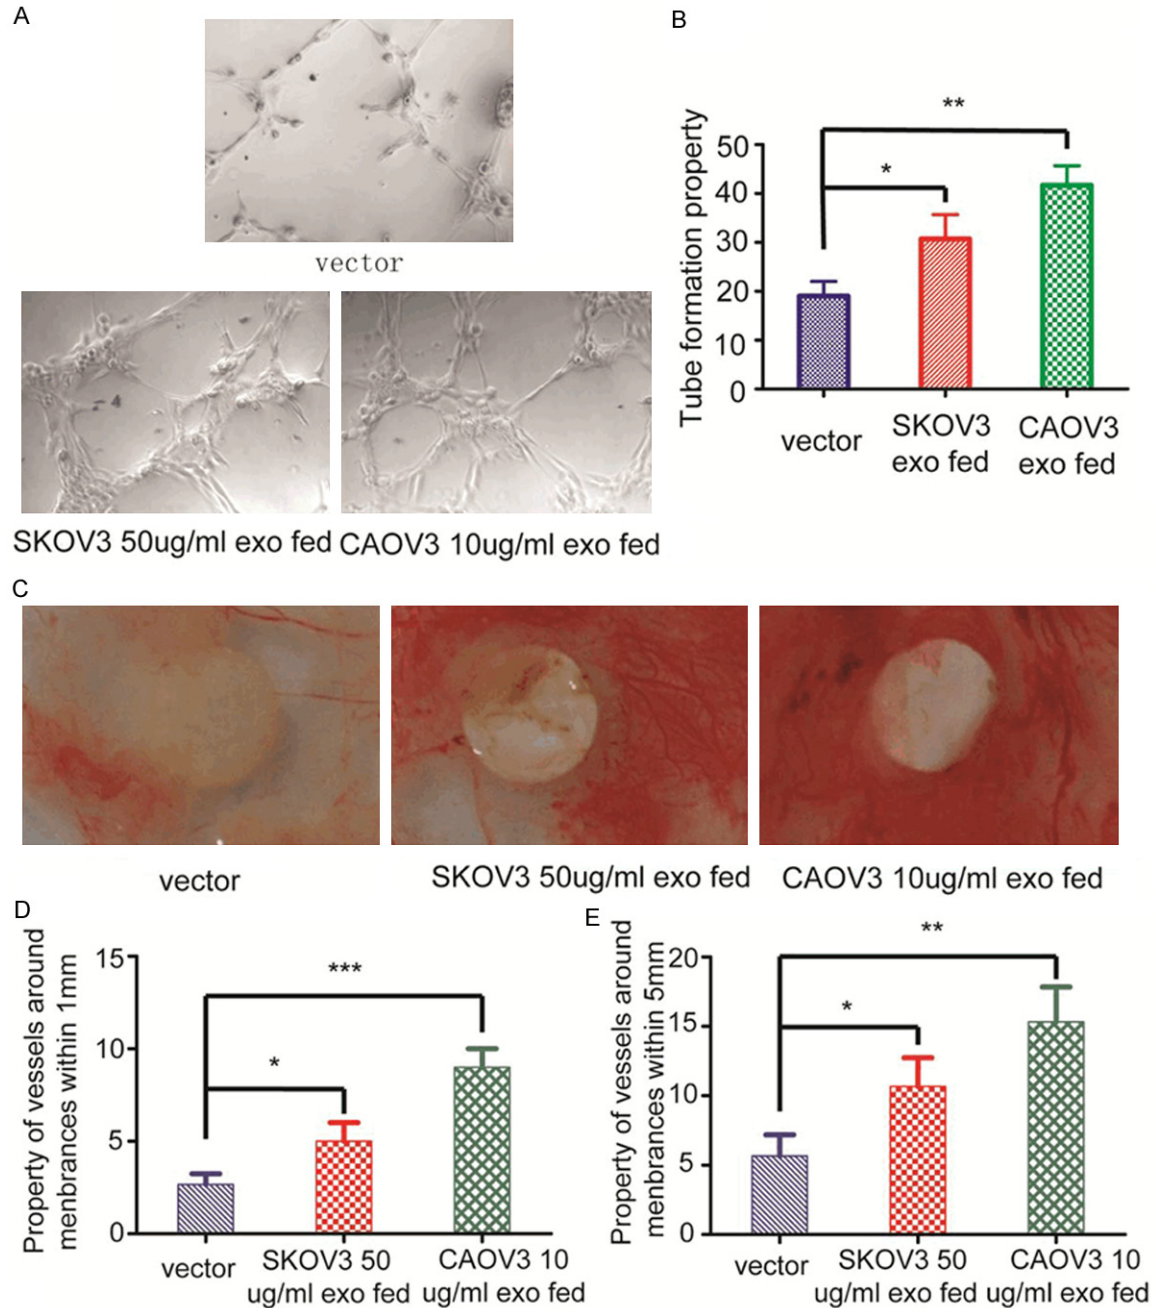 A
vector
SKOV3 50ug/ml exo fed
CAOV3 10ug/ml exo fed
B
Tube formation property
**
*
50
40
30
20
10
0
vector
SKOV3
exo fed
CAOV3
exo fed
C
vector
SKOV3 50ug/ml exo fed
CAOV3 10ug/ml exo fed
D
Property of vessels around
menbrances within 1mm
***
*
15
10
5
0
vector
SKOV3 50
ug/ml exo fed
CAOV3 10
ug/ml exo fed
E
Property of vessels around
menbrances within 5mm
**
*
20
15
10
5
0
vector
SKOV3 50
ug/ml exo fed
CAOV3 10
ug/ml exo fed